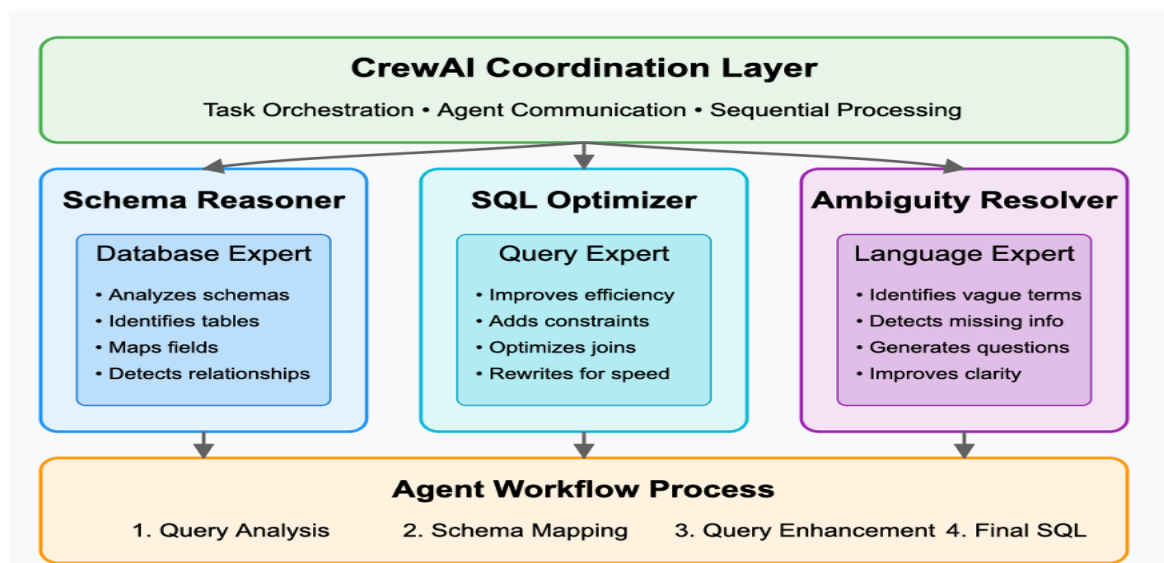 CrewAI Coordination Layer
Task Orchestration • Agent Communication • Sequential Processing
Schema Reasoner
Database Expert
• Analyzes schemas
• Identifies tables
• Maps fields
• Detects relationships
SQL Optimizer
Query Expert
• Improves efficiency
• Adds constraints
• Optimizes joins
• Rewrites for speed
Ambiguity Resolver
Language Expert
• Identifies vague terms
• Detects missing info
• Generates questions
• Improves clarity
Agent Workflow Process
1. Query Analysis 2. Schema Mapping 3. Query Enhancement 4. Final SQL